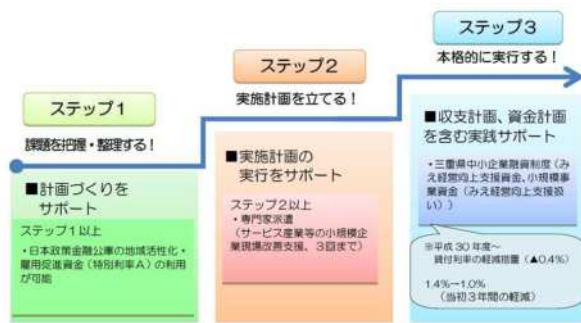 ステップ1
課題を把握・整理する!
■計画づくりを
サポート
ステップ1以上
・日本政策金融公庫の地域活性化・
雇用促進資金(特別利率A)の利用
が可能
ステップ2
実施計画を立てる!
■実施計画の
実行をサポート
ステップ2以上
・専門家派遣
(サービス産業等の小規模企
業現場改善支援、3回まで)
ステップ3
本格的に実行する!
■収支計画、資金計画
を含む実践サポート
・三重県中小企業融資制度(み
え経営向上支援資金、小規模事
業資金(みえ経営向上支援扱
い))
※平成30年度~
貸付利率の軽減措置(▲0.4%)
1.4%→1.0%
(当初3年間の軽減)